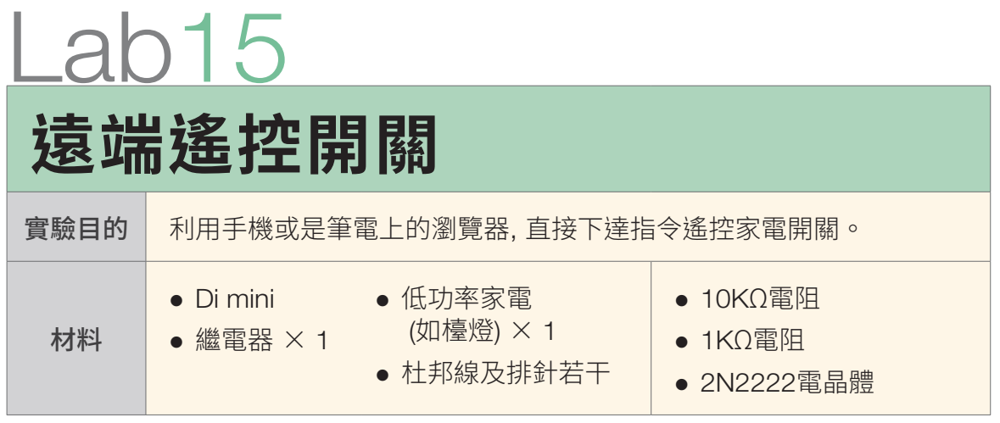 Lab15
遠端遙控開關
實驗目的
利用手機或是筆電上的瀏覽器, 直接下達指令遙控家電開關。
材料
● Di mini
● 繼電器 × 1
● 低功率家電
(如檯燈) × 1
● 杜邦線及排針若干
● 10KΩ電阻
● 1KΩ電阻
● 2N2222電晶體